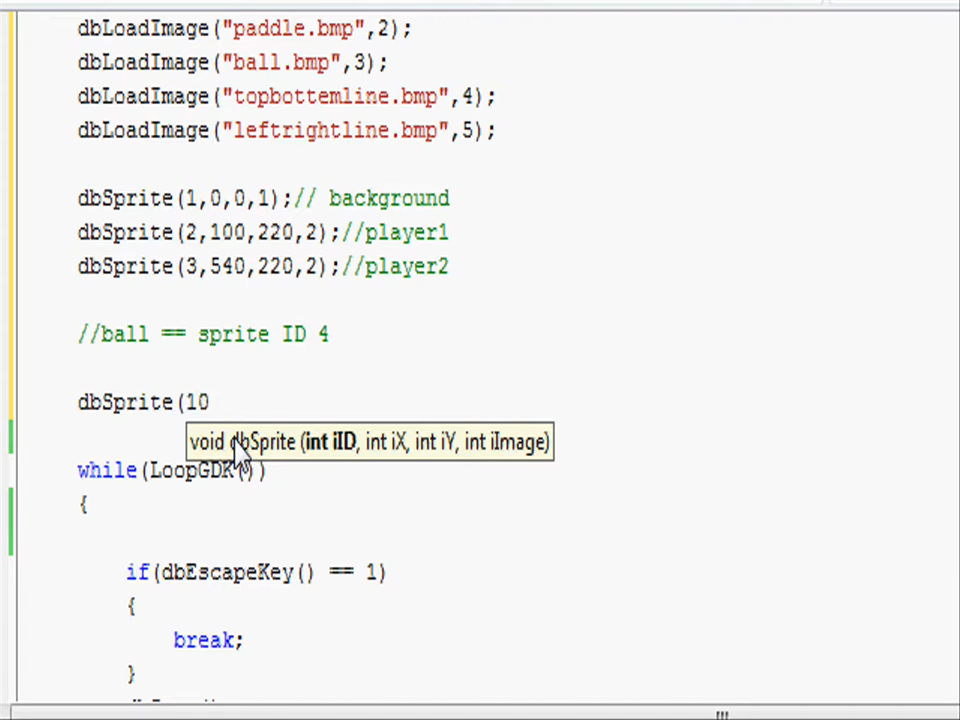 dbLoadImage("paddle.bmp",2);
dbLoadImage("ball.bmp",3);
dbLoadImage("topbottemline.bmp",4);
dbLoadImage("leftrightline.bmp",5);
dbSprite(1,0,0,1);// background
dbSprite(2,100,220,2);//player1
dbSprite(3,540,220,2);//player2
//ball == sprite ID 4
dbSprite(10
void dbSprite (int iID, int iX, int iY, int iImage)
while(LoopGDK())
{
if(dbEscapeKey() == 1)
{
break;
}